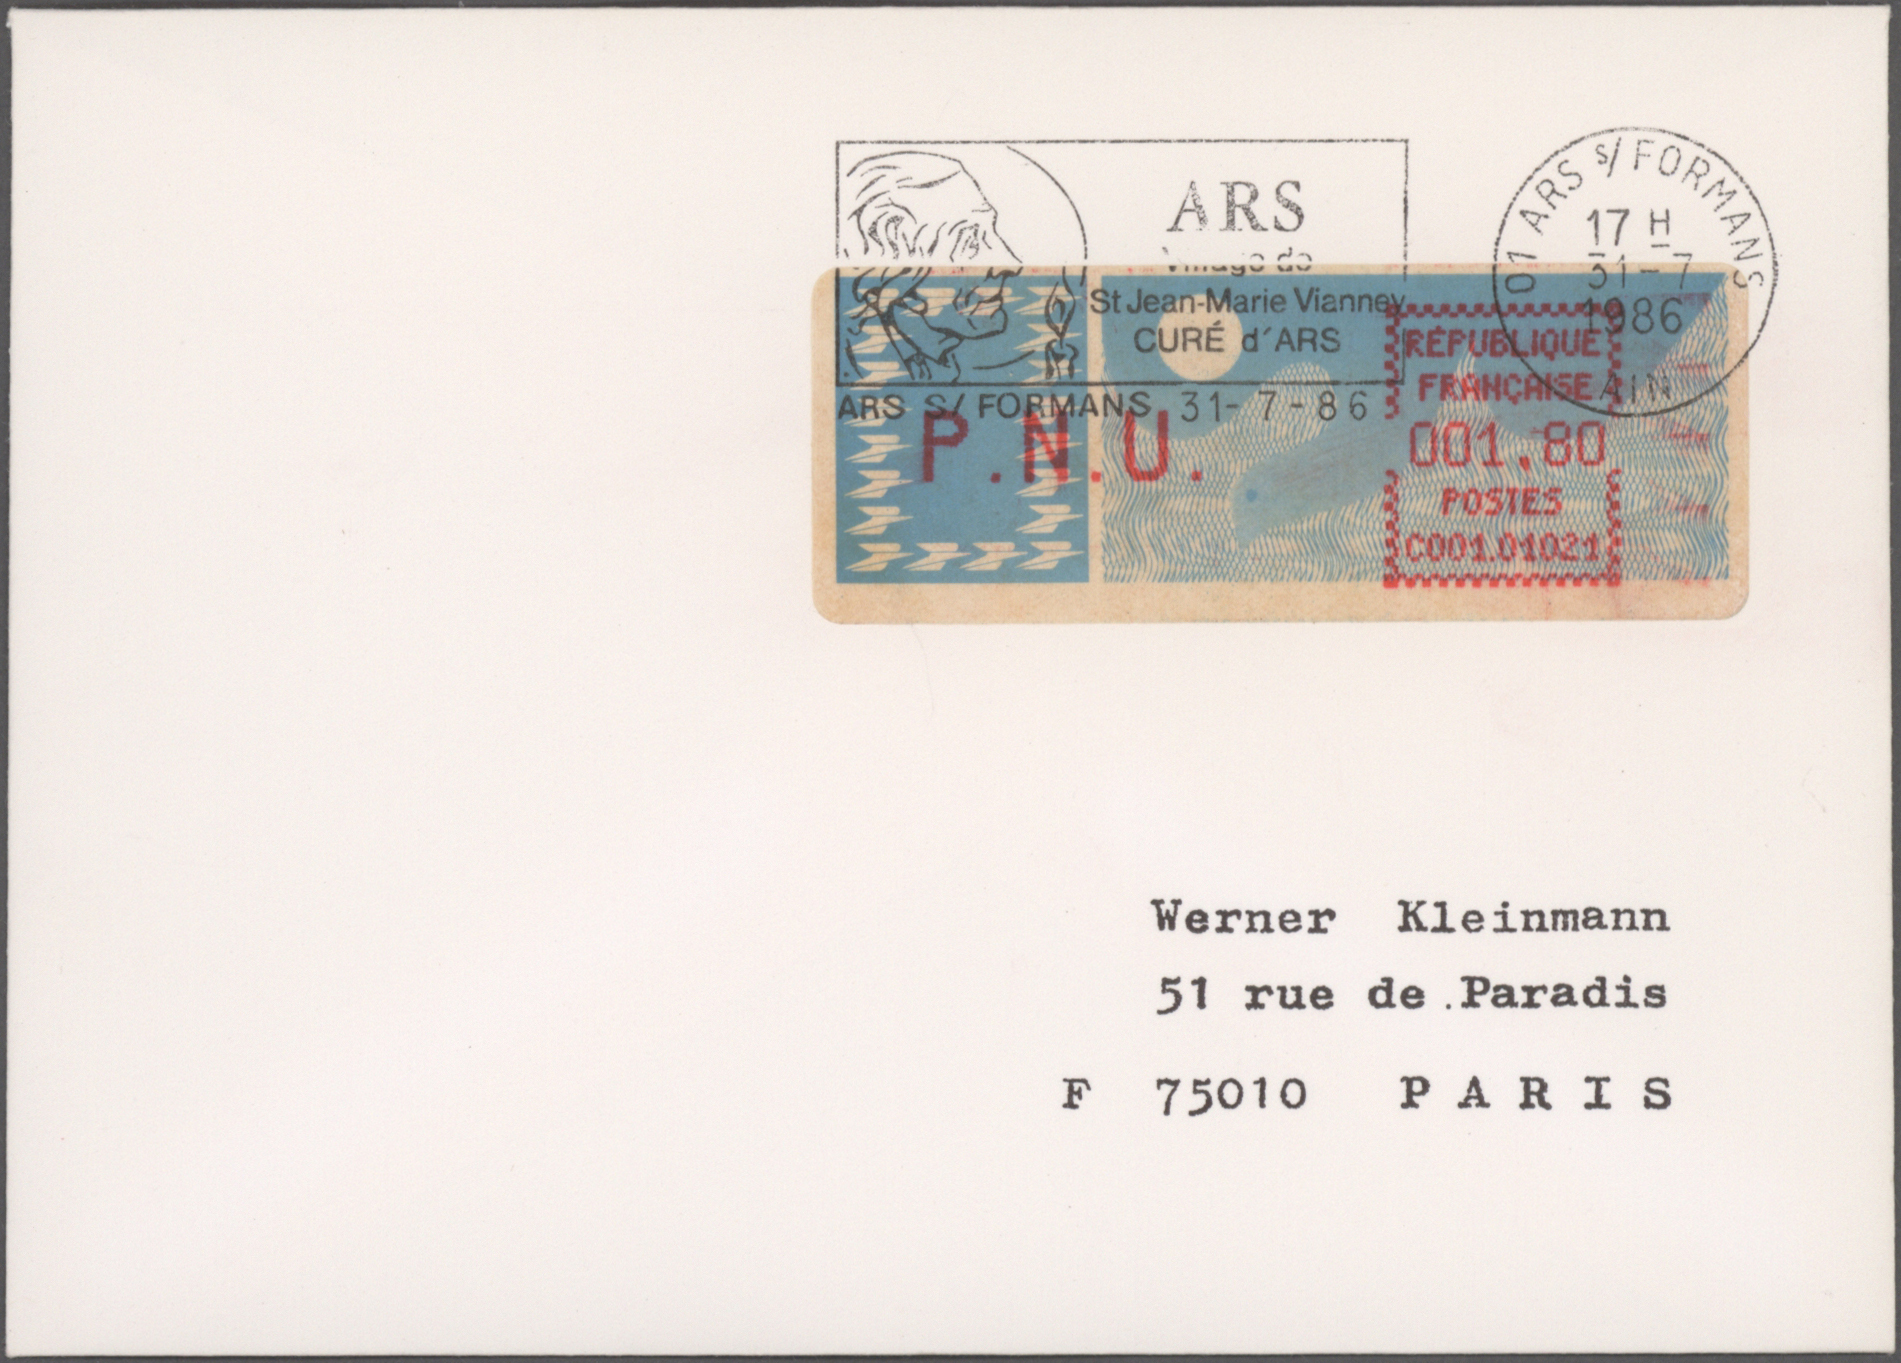 ARS
Village de
St Jean-Marie Vianney
CURÉ d'ARS
ARS S/ FORMANS 31-7-86
01 ARS s/ FORMANS
17 H
31-7
1986
AIN
P.N.U.
RÉPUBLIQUE
FRANÇAISE
001.80
POSTES
C001.01021
Werner Kleinmann
51 rue de Paradis
F 75010 PARIS